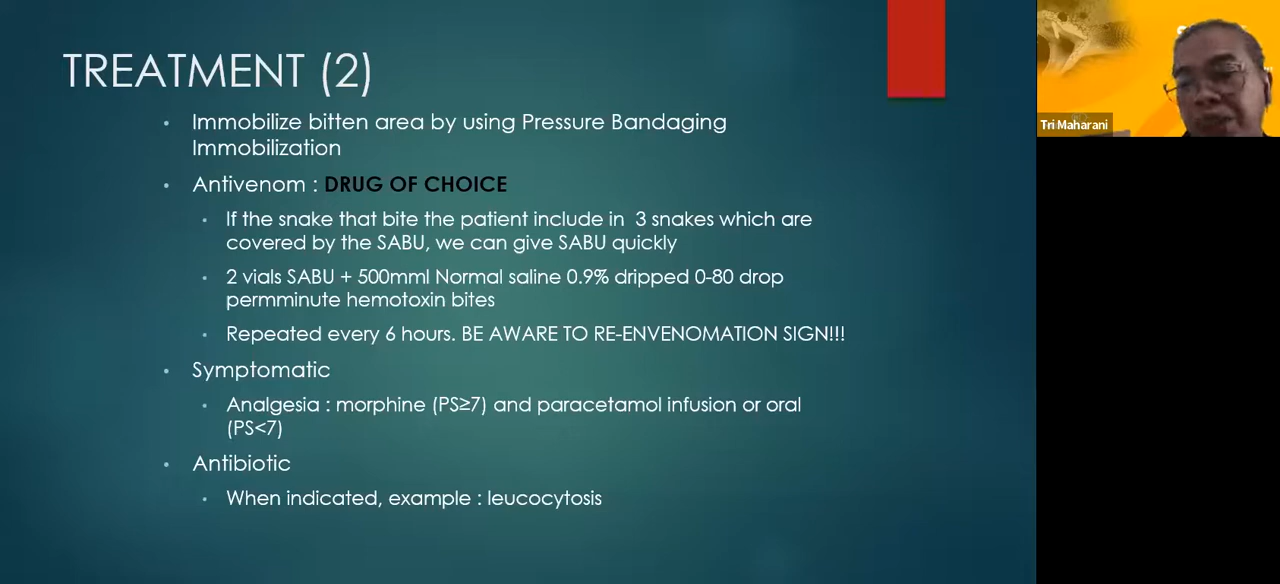 TREATMENT (2)
• Immobilize bitten area by using Pressure Bandaging
Immobilization
• Antivenom : DRUG OF CHOICE
• If the snake that bite the patient include in 3 snakes which are
covered by the SABU, we can give SABU quickly
• 2 vials SABU + 500mml Normal saline 0.9% dripped 0-80 drop
permminute hemotoxin bites
• Repeated every 6 hours. BE AWARE TO RE-ENVENOMATION SIGN!!!
• Symptomatic
• Analgesia : morphine (PS≥7) and paracetamol infusion or oral
(PS<7)
• Antibiotic
• When indicated, example : leucocytosis
Tri Maharani